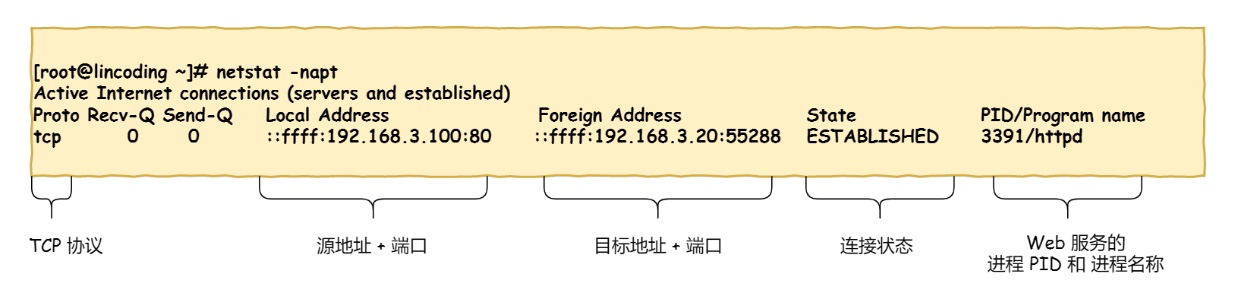 [root@lincoding ~]# netstat -napt
Active Internet connections (servers and established)
Proto Recv-Q Send-Q Local Address Foreign Address State PID/Program name
tcp 0 0 ::ffff:192.168.3.100:80 ::ffff:192.168.3.20:55288 ESTABLISHED 3391/httpd
TCP 协议 源地址 + 端口 目标地址 + 端口 连接状态 Web 服务的
进程 PID 和 进程名称